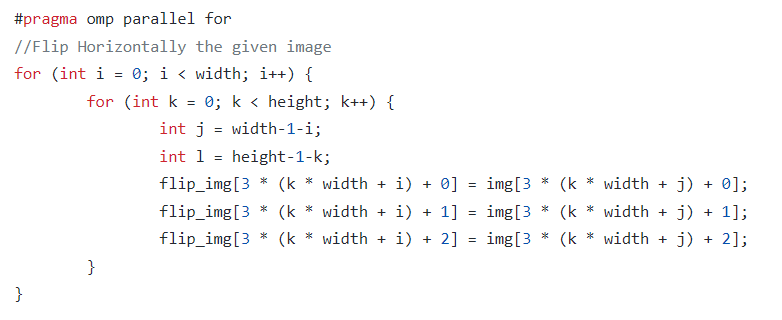 #pragma omp parallel for
//Flip Horizontally the given image
for (int i = 0; i < width; i++) {
        for (int k = 0; k < height; k++) {
                int j = width-1-i;
                int l = height-1-k;
                flip_img[3 * (k * width + i) + 0] = img[3 * (k * width + j) + 0];
                flip_img[3 * (k * width + i) + 1] = img[3 * (k * width + j) + 1];
                flip_img[3 * (k * width + i) + 2] = img[3 * (k * width + j) + 2];
        }
}